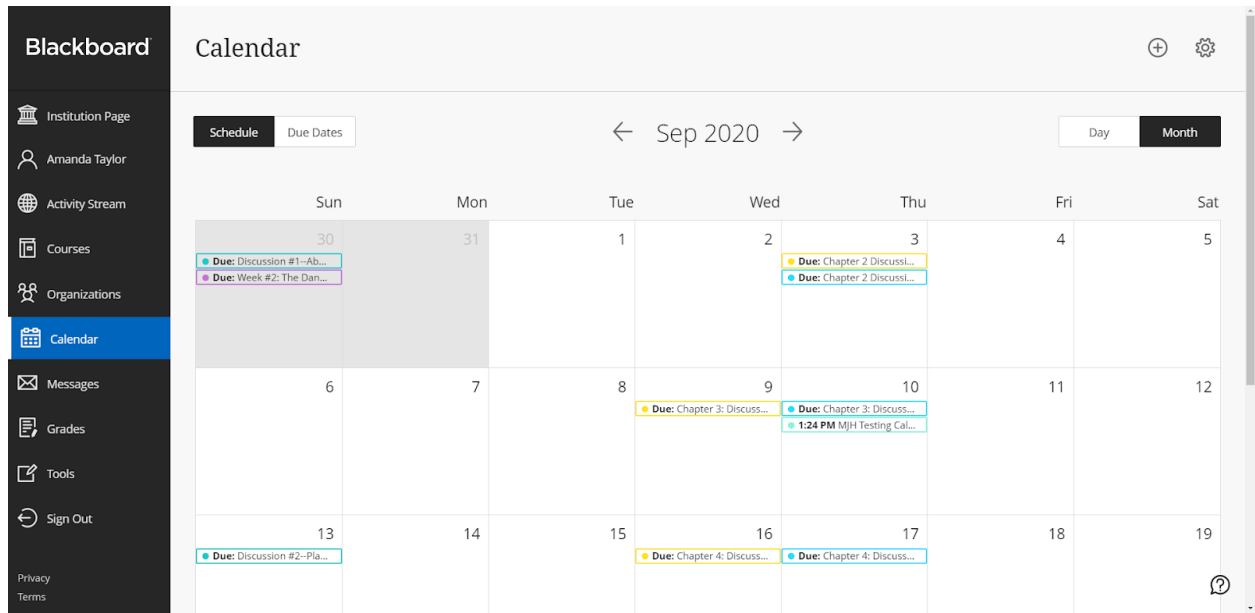 Blackboard
Institution Page
Amanda Taylor
Activity Stream
Courses
Organizations
Calendar
Messages
Grades
Tools
Sign Out
Privacy
Terms
Calendar
Schedule Due Dates
Sep 2020
Day Month
Sun Mon Tue Wed Thu Fri Sat
30 31 1 2 3 4 5
Due: Discussion #1--Ab... Due: Chapter 2 Discussi...
Due: Week #2: The Dan... Due: Chapter 2 Discussi...
6 7 8 9 10 11 12
Due: Chapter 3: Discuss... Due: Chapter 3: Discuss...
1:24 PM MJH Testing Cal...
13 14 15 16 17 18 19
Due: Discussion #2--Pla... Due: Chapter 4: Discuss... Due: Chapter 4: Discuss...